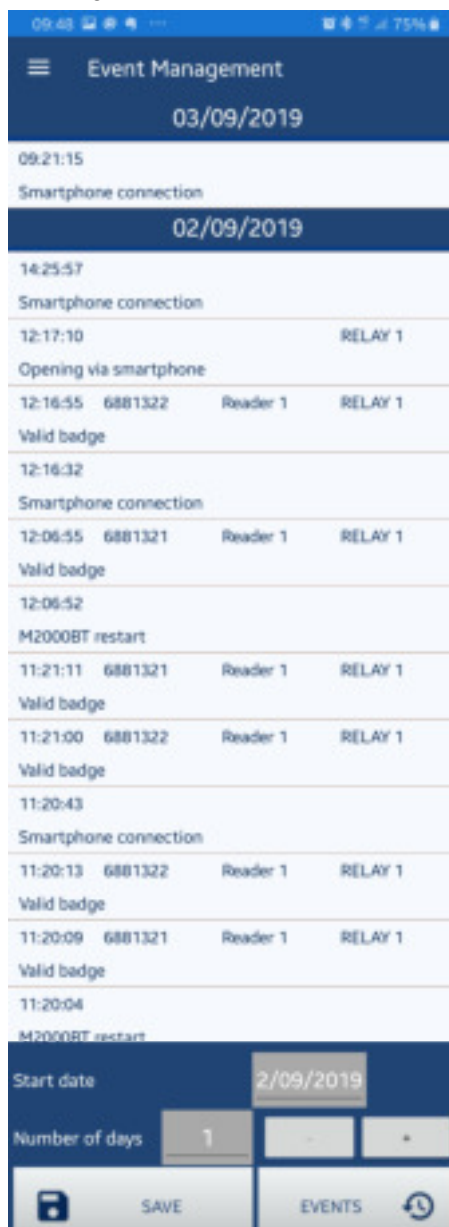 09:48 75%
Event Management
03/09/2019
09:21:15
Smartphone connection
02/09/2019
14:25:57
Smartphone connection
12:17:10 RELAY 1
Opening via smartphone
12:16:55 6881322 Reader 1 RELAY 1
Valid badge
12:16:32
Smartphone connection
12:06:55 6881321 Reader 1 RELAY 1
Valid badge
12:06:52
M2000BT restart
11:21:11 6881321 Reader 1 RELAY 1
Valid badge
11:21:00 6881322 Reader 1 RELAY 1
Valid badge
11:20:43
Smartphone connection
11:20:13 6881322 Reader 1 RELAY 1
Valid badge
11:20:09 6881321 Reader 1 RELAY 1
Valid badge
11:20:04
M2000BT restart
Start date 2/09/2019
Number of days 1 - +
SAVE EVENTS